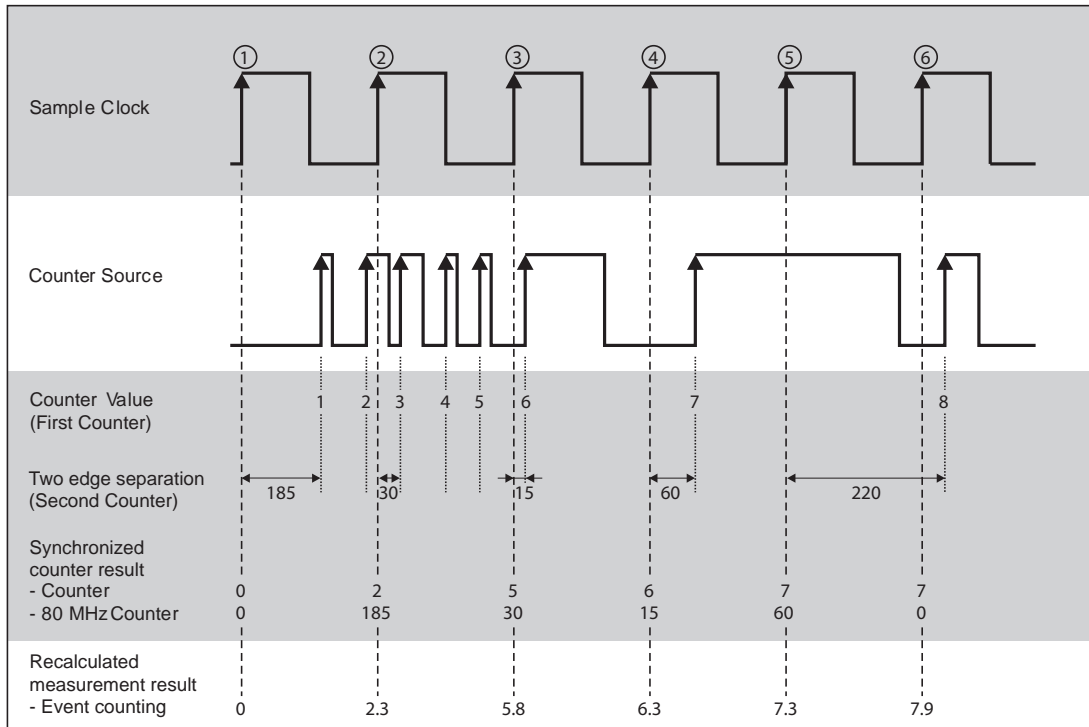 ① ② ③ ④ ⑤ ⑥
Sample Clock
Counter Source
Counter Value 1 2 3 4 5 6 7 8
(First Counter)
Two edge separation
(Second Counter) 185 30 15 60 220
Synchronized
counter result
- Counter 0 2 5 6 7 7
- 80 MHz Counter 0 185 30 15 60 0
Recalculated
measurement result
- Event counting 0 2.3 5.8 6.3 7.3 7.9